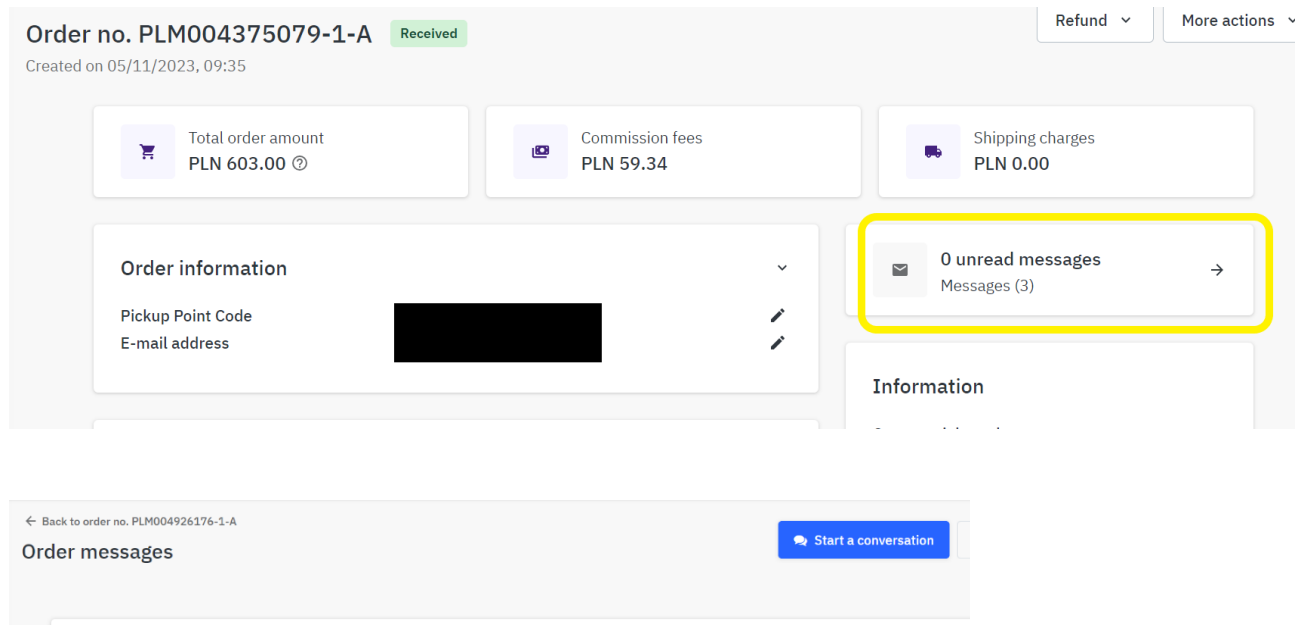 Order no. PLM004375079-1-A Received
Refund More actions
Created on 05/11/2023, 09:35
Total order amount
PLN 603.00
Commission fees
PLN 59.34
Shipping charges
PLN 0.00
Order information
Pickup Point Code
E-mail address
0 unread messages
Messages (3)
Information
Back to order no. PLM004926176-1-A
Order messages
Start a conversation